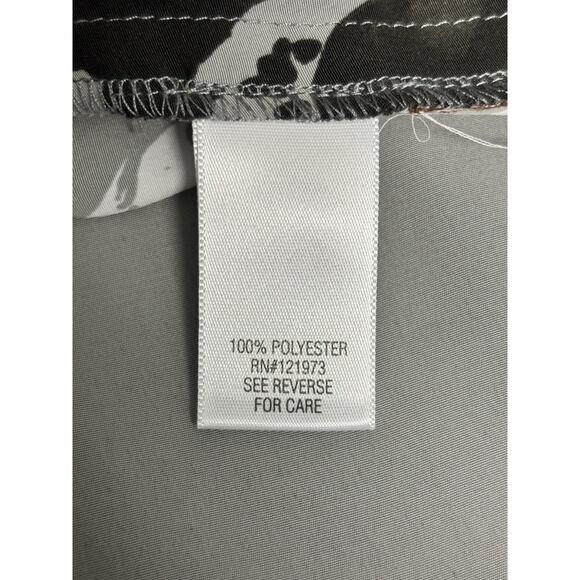 100% POLYESTER
RN#121973
SEE REVERSE
FOR CARE